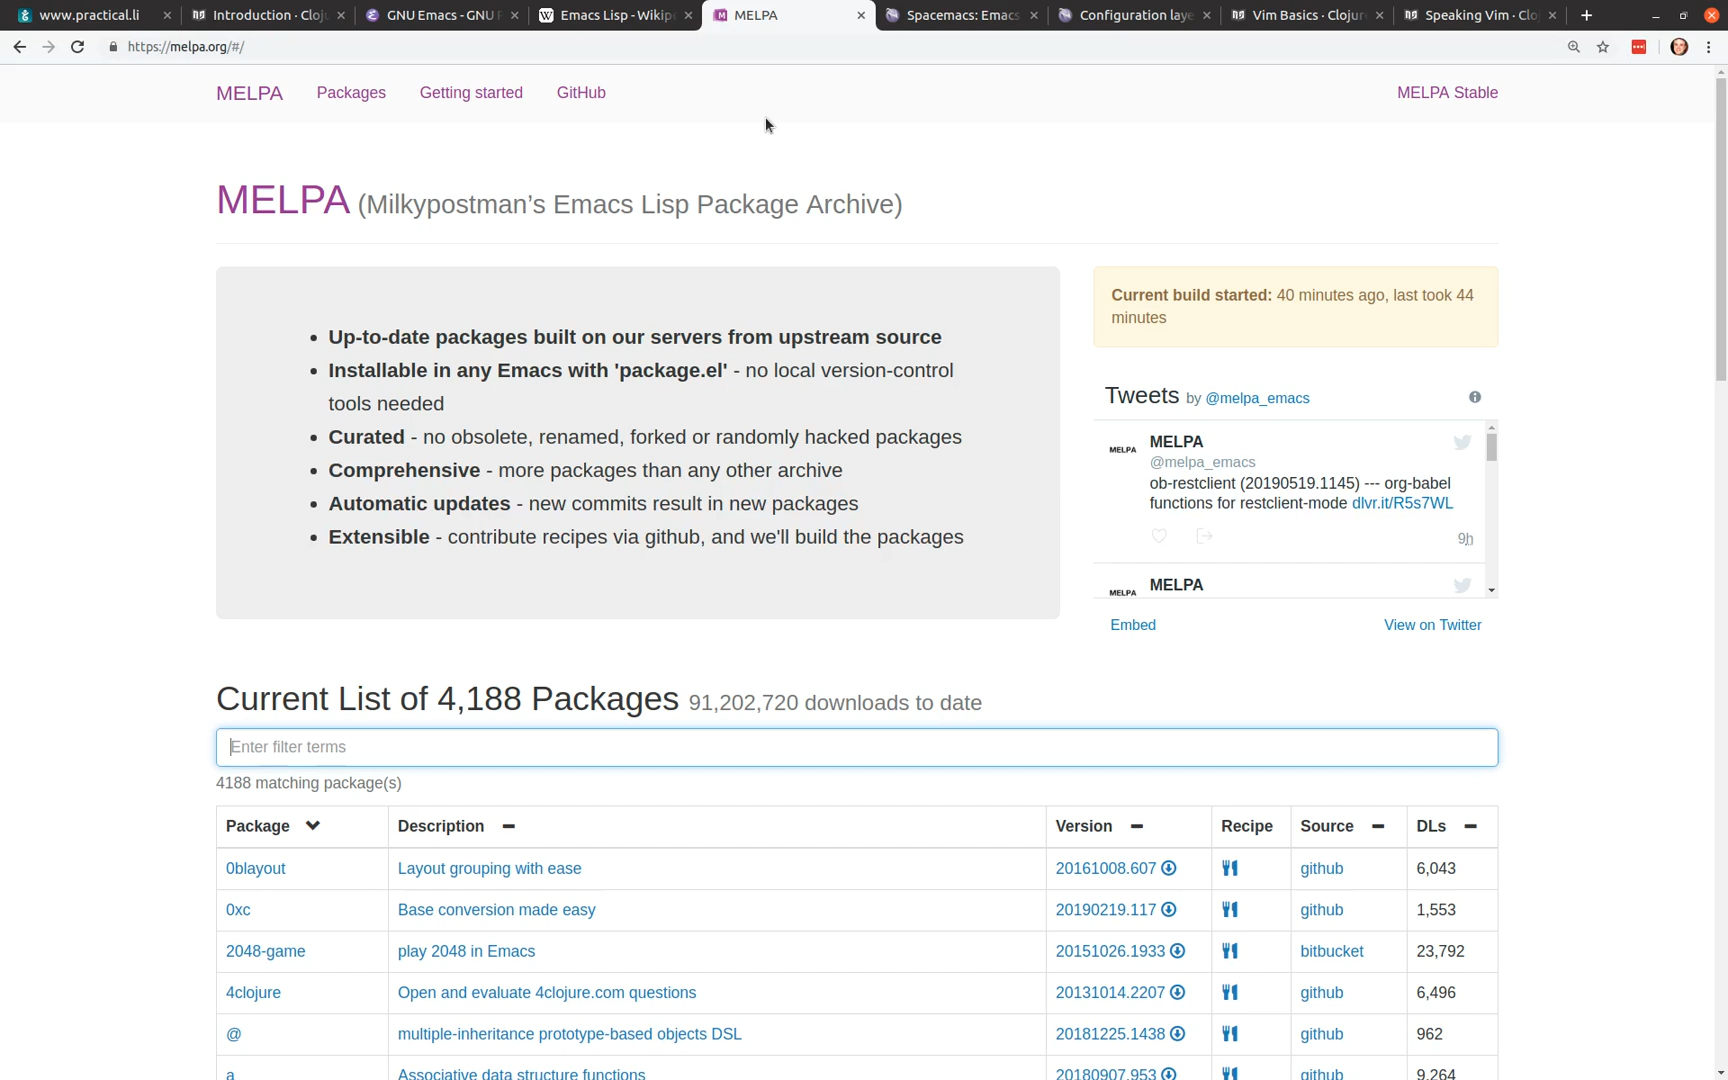 www.practical.li
Introduction · Cloj
GNU Emacs - GNU P
Emacs Lisp - Wikip
MELPA
Spacemacs: Emacs
Configuration laye
Vim Basics · Clojure
Speaking Vim · Clo
https://melpa.org/#/
MELPA Packages Getting started GitHub MELPA Stable
MELPA (Milkypostman’s Emacs Lisp Package Archive)
• Up-to-date packages built on our servers from upstream source
• Installable in any Emacs with 'package.el' - no local version-control
tools needed
• Curated - no obsolete, renamed, forked or randomly hacked packages
• Comprehensive - more packages than any other archive
• Automatic updates - new commits result in new packages
• Extensible - contribute recipes via github, and we'll build the packages
Current build started: 40 minutes ago, last took 44
minutes
Tweets by @melpa_emacs
MELPA
MELPA
@melpa_emacs
ob-restclient (20190519.1145) --- org-babel
functions for restclient-mode dlvr.it/R5s7WL
9h
MELPA
MELPA
Embed View on Twitter
Current List of 4,188 Packages 91,202,720 downloads to date
Enter filter terms
4188 matching package(s)
Package Description Version Recipe Source DLs
0blayout Layout grouping with ease 20161008.607 github 6,043
0xc Base conversion made easy 20190219.117 github 1,553
2048-game play 2048 in Emacs 20151026.1933 bitbucket 23,792
4clojure Open and evaluate 4clojure.com questions 20131014.2207 github 6,496
@ multiple-inheritance prototype-based objects DSL 20181225.1438 github 962
a Associative data structure functions 20180907.953 github 9,264